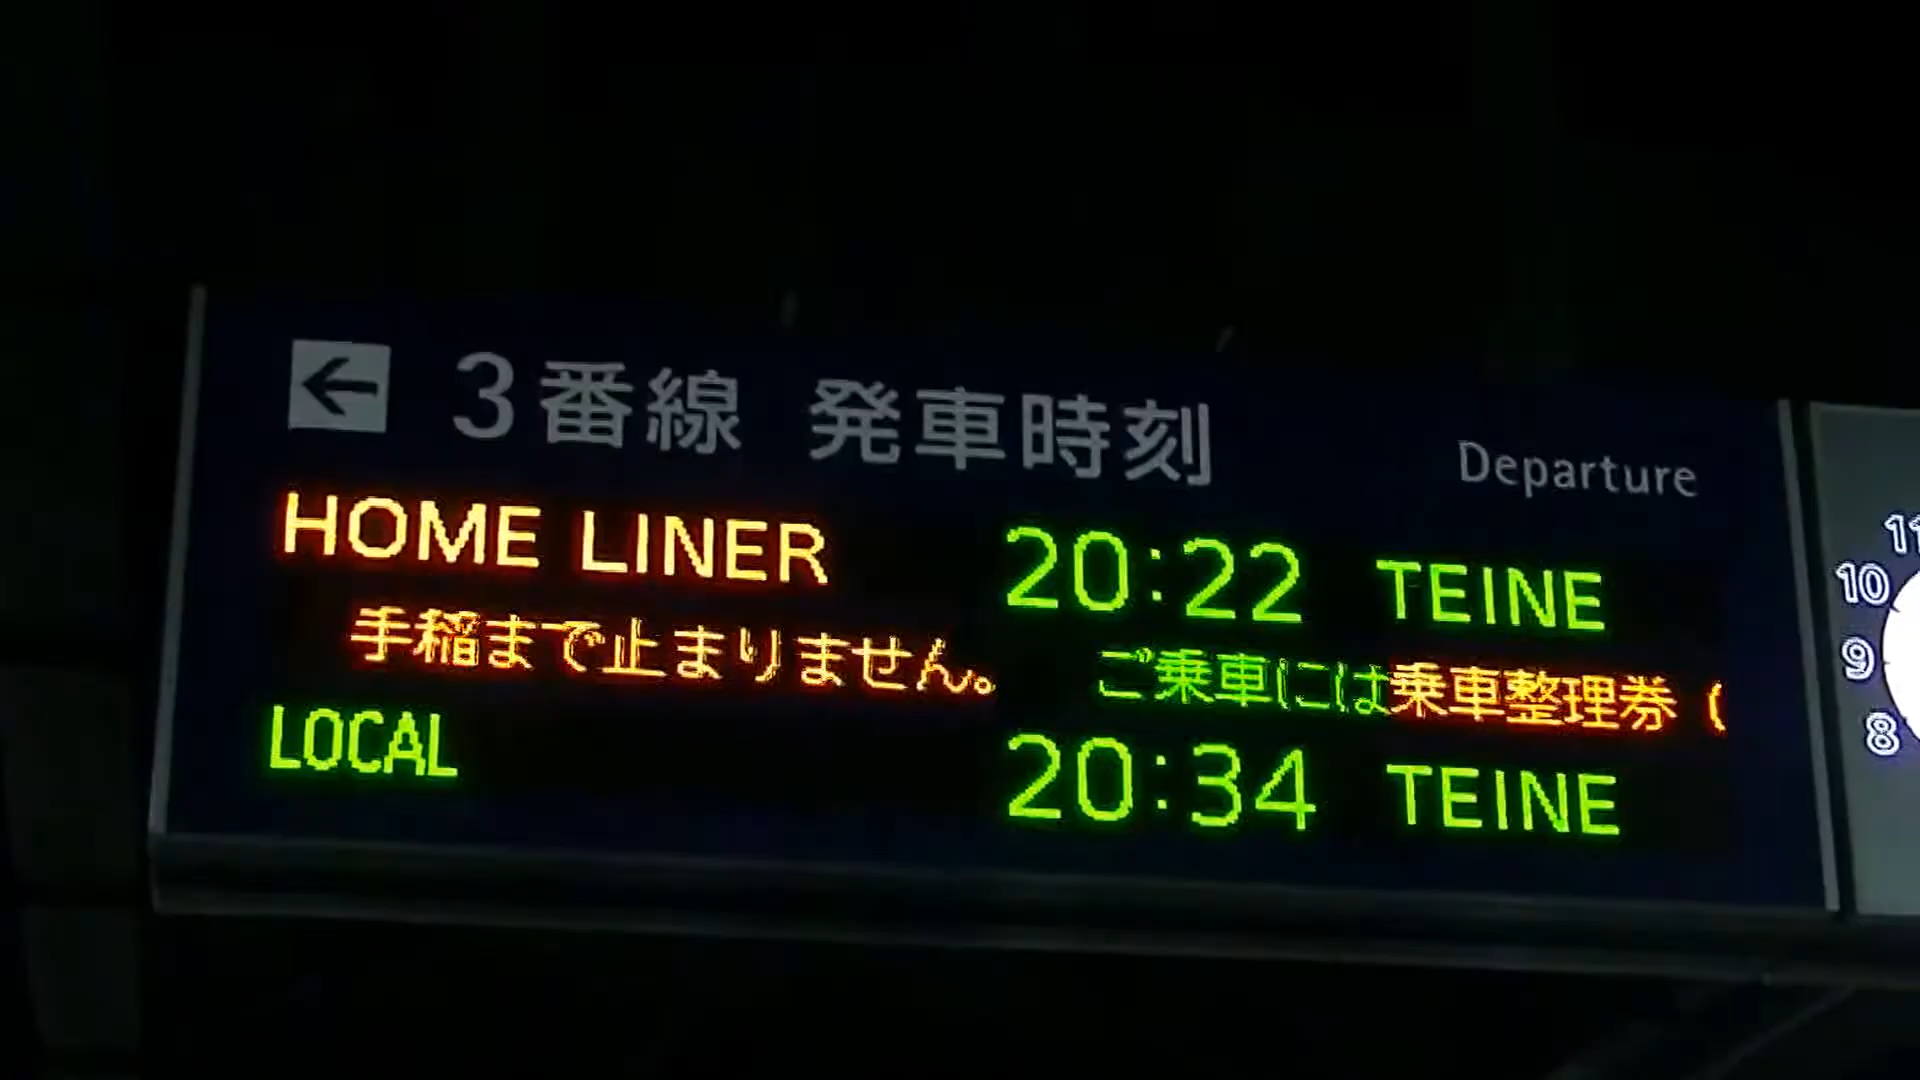 ← 3番線 発車時刻 Departure
HOME LINER 20:22 TEINE
手稲まで止まりません。 ご乗車には乗車整理券（
LOCAL 20:34 TEINE
11
10
9
8